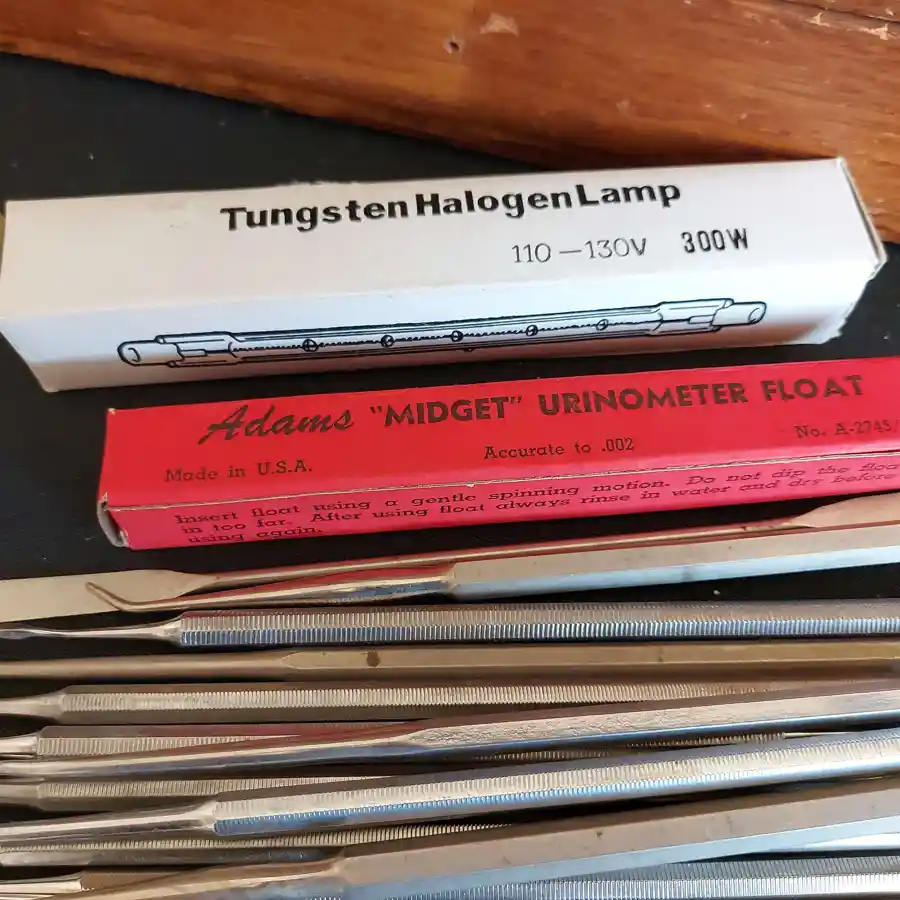 Tungsten Halogen Lamp
110–130V 300W
Adams "MIDGET" URINOMETER FLOAT
Made in U.S.A. Accurate to .002 No. A-2745/
Insert float using a gentle spinning motion. Do not dip the float
in too far. After using float always rinse in water and dry before
using again.